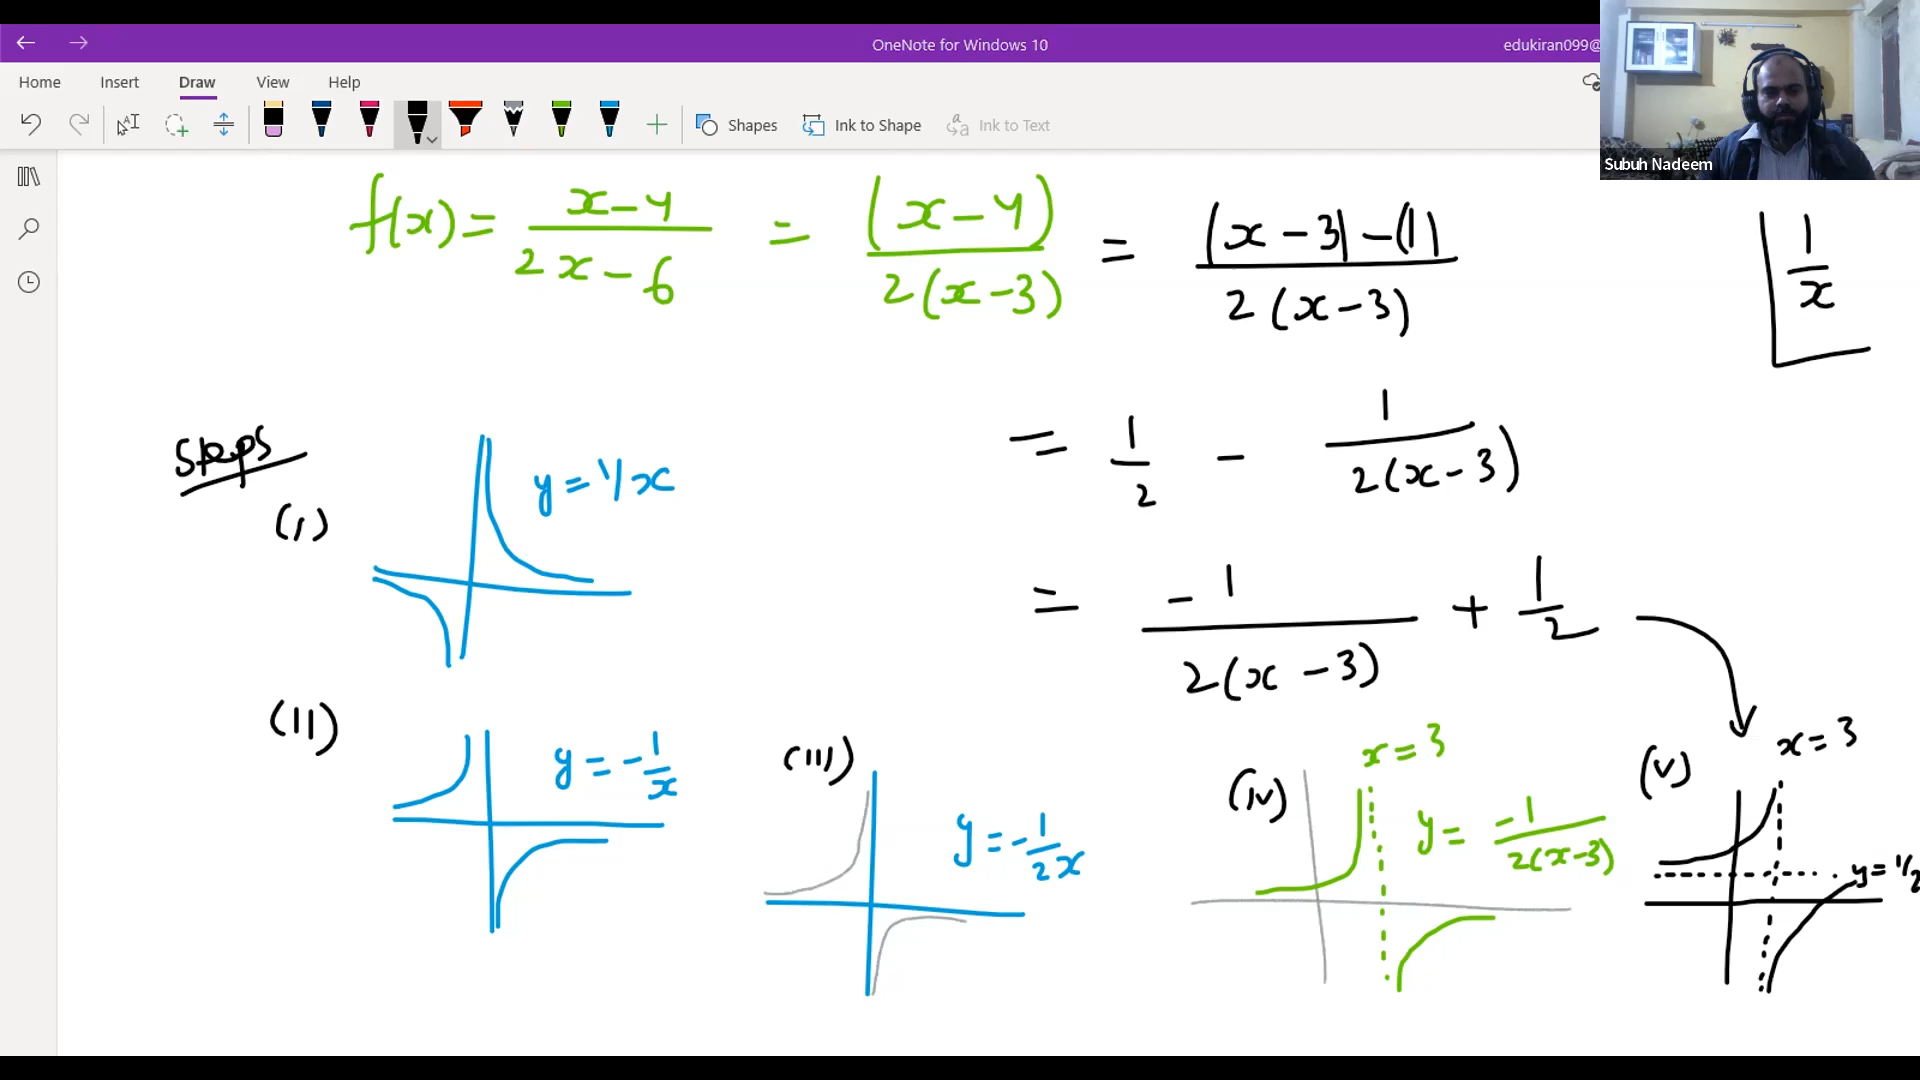 OneNote for Windows 10
edukiran099@
Home Insert Draw View Help
Shapes Ink to Shape Ink to Text
Subuh Nadeem
f(x) = (x-4)/(2x-6) = (x-4)/(2(x-3)) = ((x-3)-(1))/(2(x-3))
1/x
= 1/2 - 1/(2(x-3))
= -1/(2(x-3)) + 1/2
Steps
(i) y = 1/x
(ii) y = -1/x
(iii) y = -1/2x
(iv) x = 3 y = -1/(2(x-3))
(v) x = 3 y = 1/2